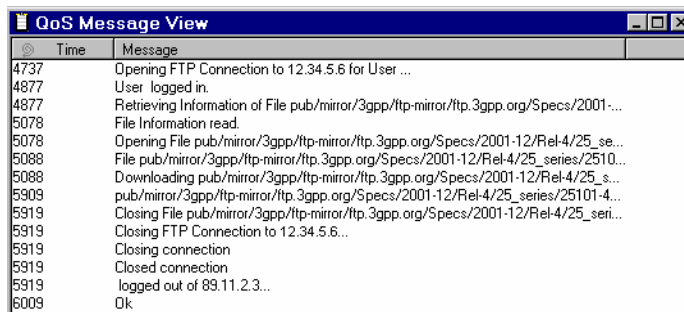 QoS Message View
Time Message
4737 Opening FTP Connection to 12.34.5.6 for User ...
4877 User logged in.
4877 Retrieving Information of File pub/mirror/3gpp/ftp-mirror/ftp.3gpp.org/Specs/2001-...
5078 File Information read.
5078 Opening File pub/mirror/3gpp/ftp-mirror/ftp.3gpp.org/Specs/2001-12/Rel-4/25_se...
5088 File pub/mirror/3gpp/ftp-mirror/ftp.3gpp.org/Specs/2001-12/Rel-4/25_series/2510...
5088 Downloading pub/mirror/3gpp/ftp-mirror/ftp.3gpp.org/Specs/2001-12/Rel-4/25_s...
5909 pub/mirror/3gpp/ftp-mirror/ftp.3gpp.org/Specs/2001-12/Rel-4/25_series/25101-4...
5919 Closing File pub/mirror/3gpp/ftp-mirror/ftp.3gpp.org/Specs/2001-12/Rel-4/25_seri...
5919 Closing FTP Connection to 12.34.5.6...
5919 Closing connection
5919 Closed connection
5919 logged out of 89.11.2.3...
6009 Ok